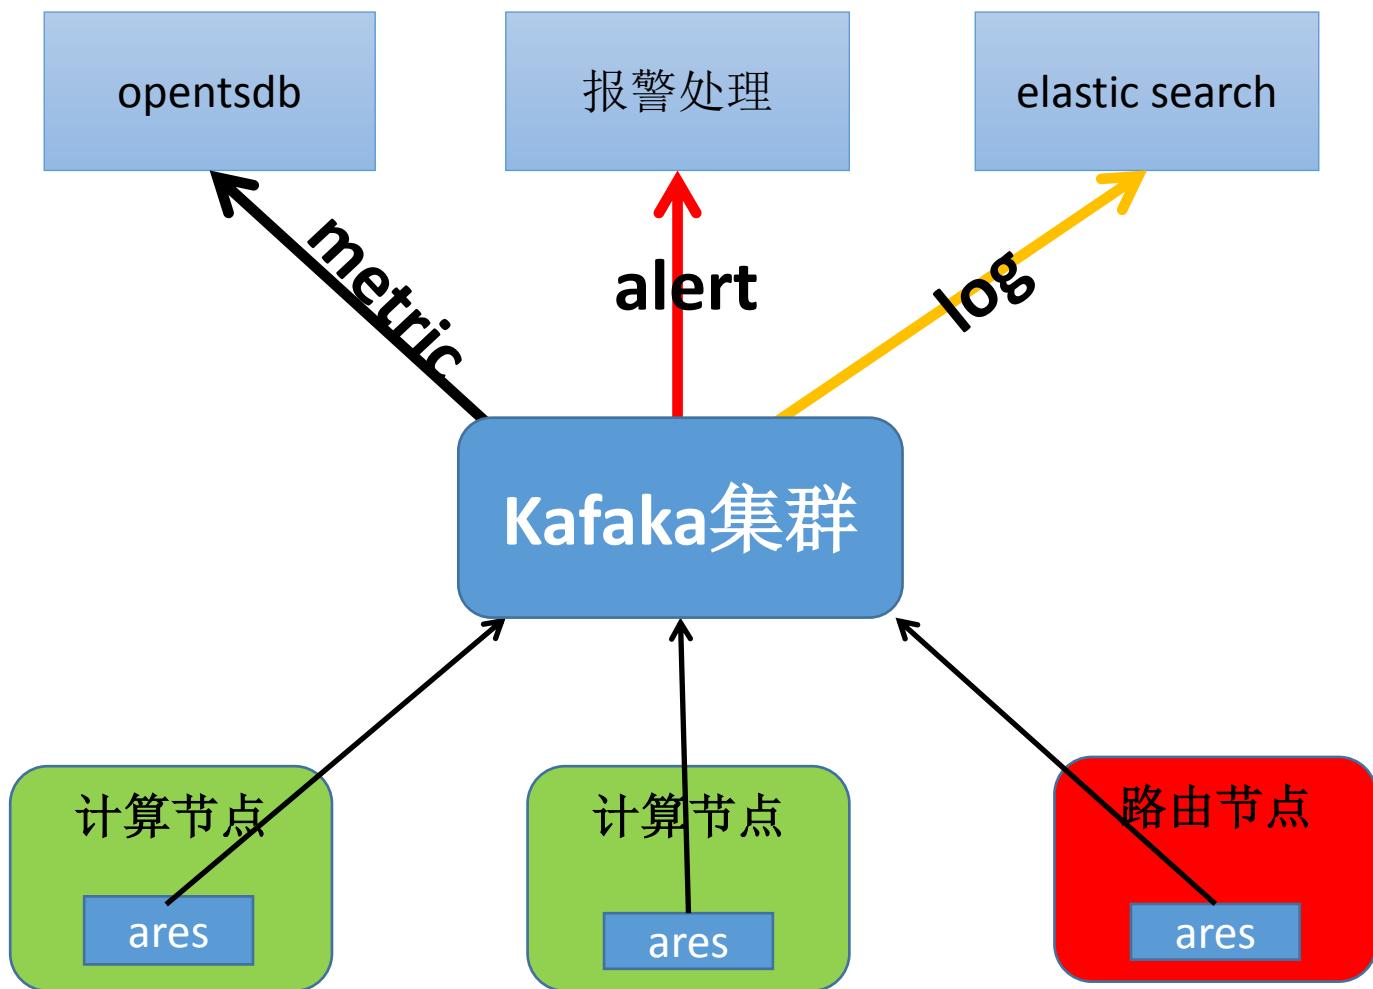 opentsdb
报警处理
elastic search
metric
alert
log
Kafaka集群
计算节点
计算节点
路由节点
ares
ares
ares